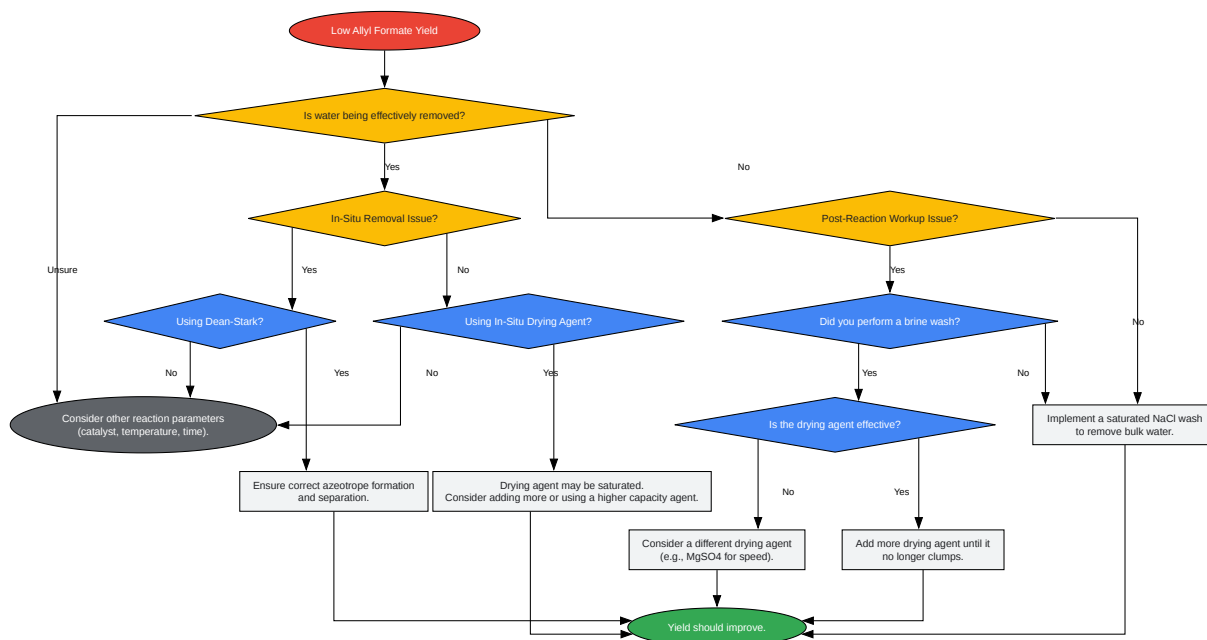 Low Allyl Formate Yield
Is water being effectively removed?
Yes
No
In-Situ Removal Issue?
Post-Reaction Workup Issue?
Unsure
Yes
No
Yes
Using Dean-Stark?
Using In-Situ Drying Agent?
Did you perform a brine wash?
No
No
Yes
No
Yes
Yes
No
Consider other reaction parameters
(catalyst, temperature, time).
Implement a saturated NaCl wash
to remove bulk water.
Is the drying agent effective?
Ensure correct azeotrope formation
and separation.
Drying agent may be saturated.
Consider adding more or using a higher capacity agent.
No
Yes
Consider a different drying agent
(e.g., MgSO4 for speed).
Add more drying agent until it
no longer clumps.
Yield should improve.